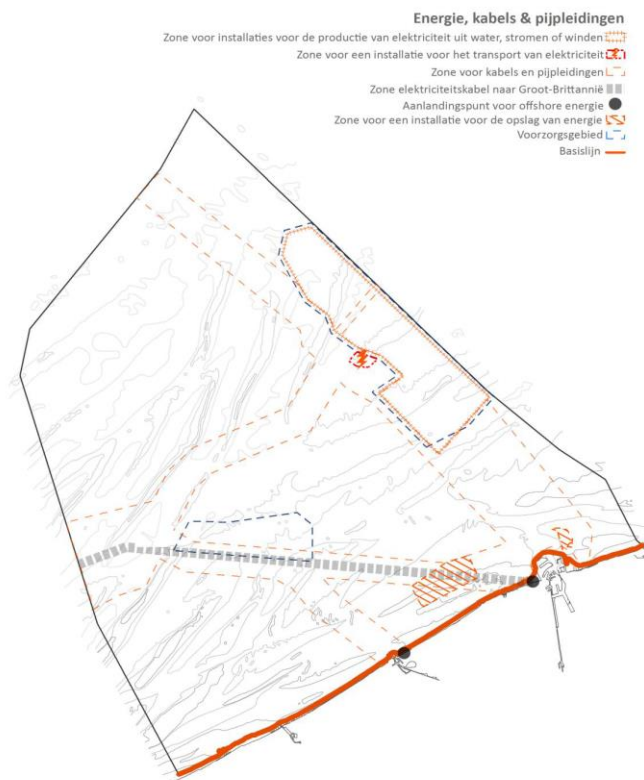 Energie, kabels & pijpleidingen
Zone voor installaties voor de productie van elektriciteit uit water, stromen of winden
Zone voor een installatie voor het transport van elektriciteit
Zone voor kabels en pijpleidingen
Zone elektriciteitskabel naar Groot-Brittannië
Aanlandingspunt voor offshore energie
Zone voor een installatie voor de opslag van energie
Voorzorgsgebied
Basislijn